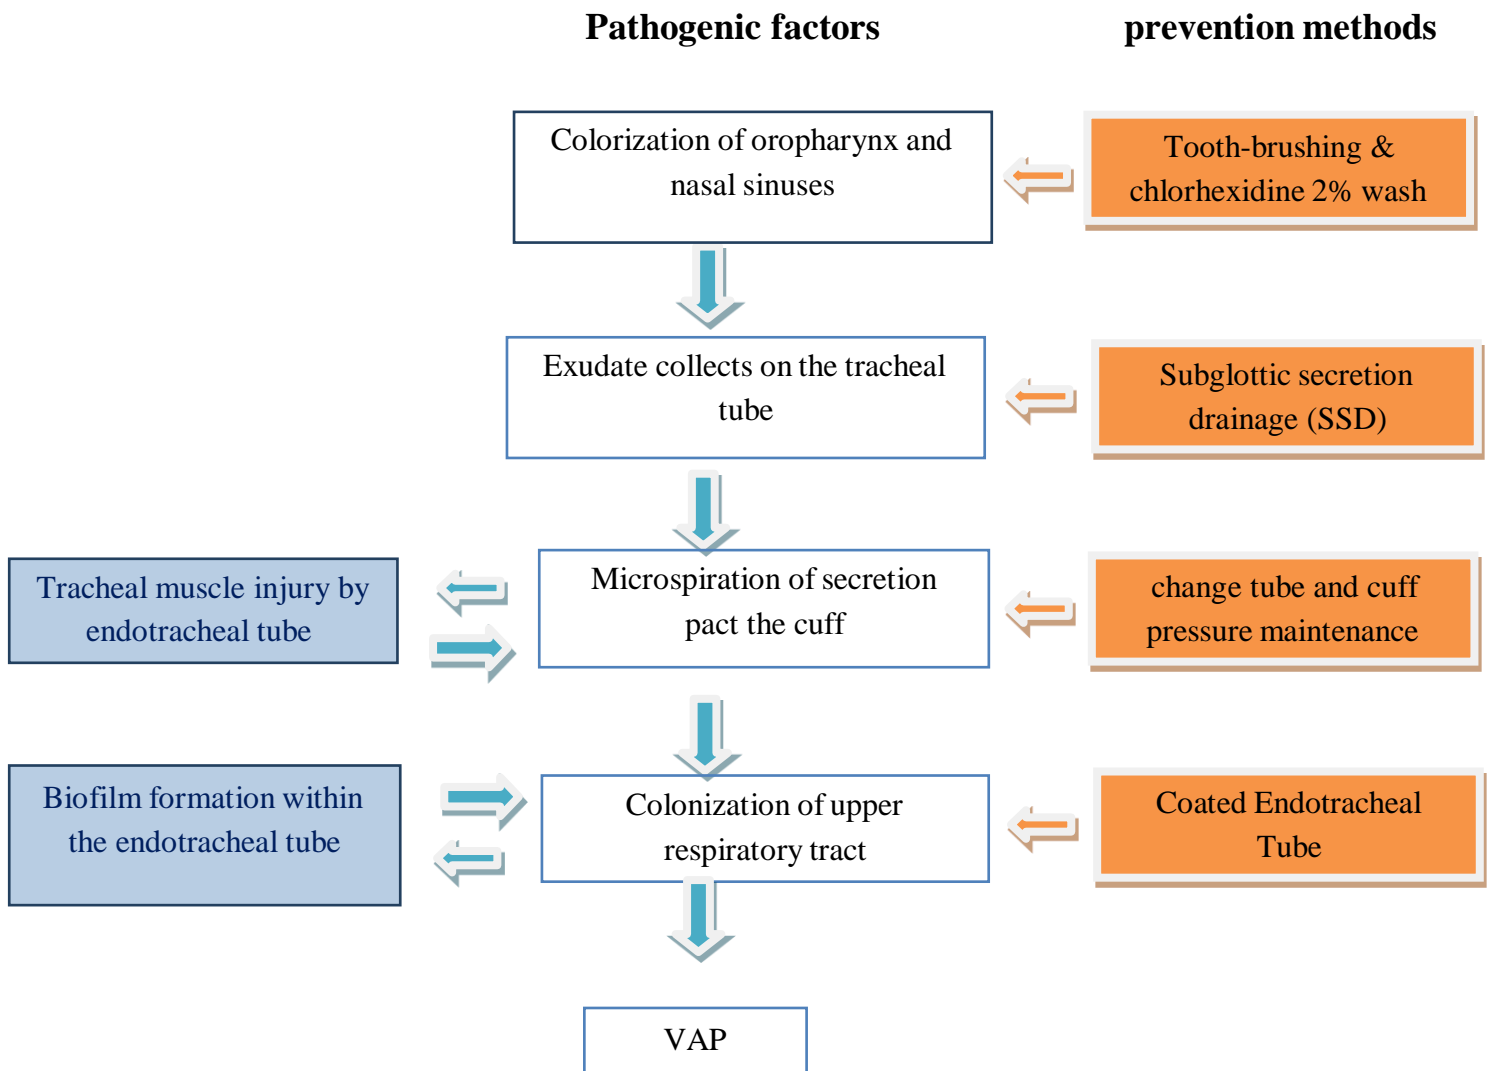 Pathogenic factors
prevention methods
Colorization of oropharynx and
nasal sinuses
Tooth-brushing &
chlorhexidine 2% wash
Exudate collects on the tracheal
tube
Subglottic secretion
drainage (SSD)
Tracheal muscle injury by
endotracheal tube
Microspiration of secretion
pact the cuff
change tube and cuff
pressure maintenance
Biofilm formation within
the endotracheal tube
Colonization of upper
respiratory tract
Coated Endotracheal
Tube
VAP